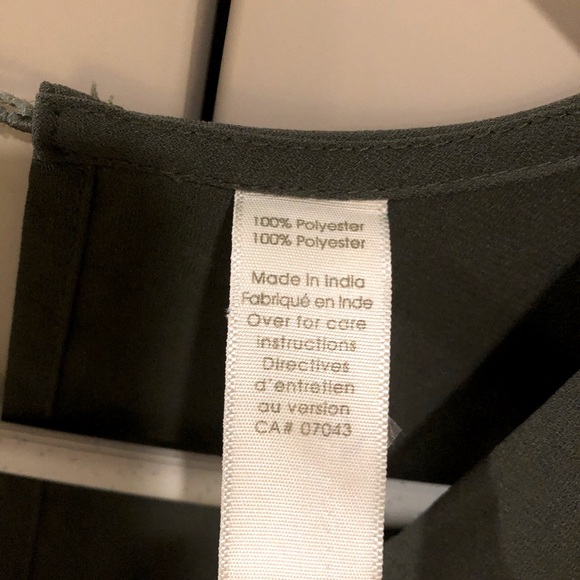 100% Polyester
100% Polyester
Made in India
Fabriqué en Inde
Over for care
instructions
Directives
d'entretien
au version
CA# 07043